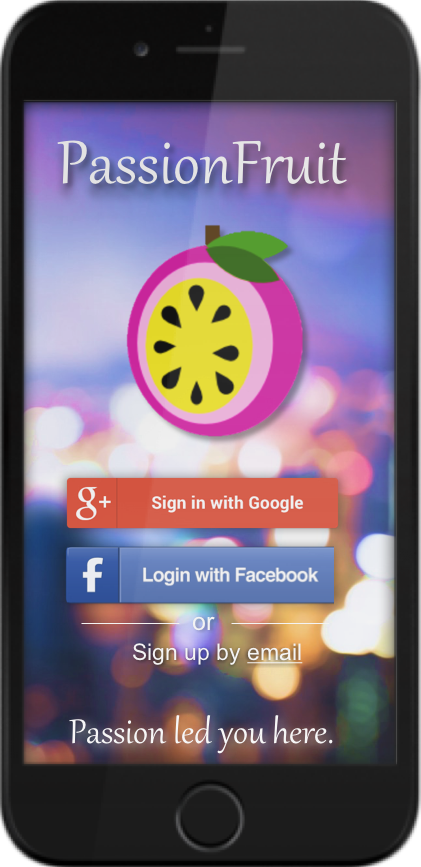 PassionFruit
g+ Sign in with Google
f Login with Facebook
or
Sign up by email
Passion led you here.